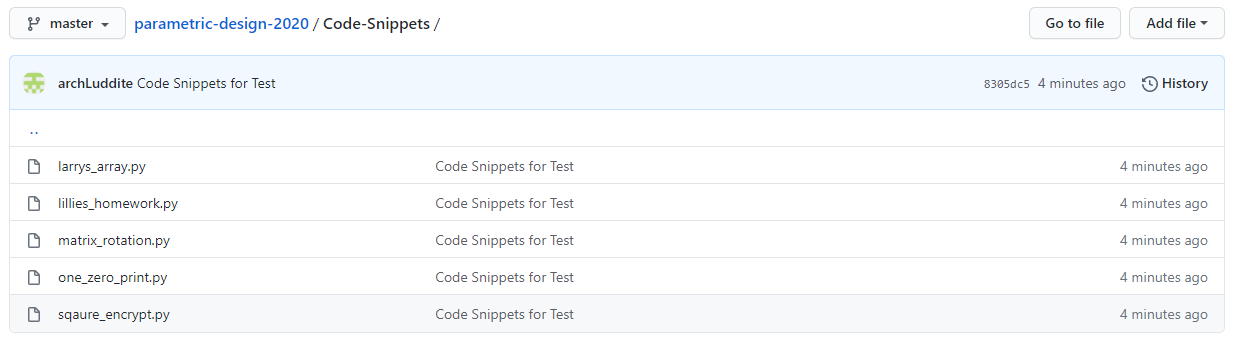 master parametric-design-2020 / Code-Snippets / Go to file Add file
archLuddite Code Snippets for Test 8305dc5 4 minutes ago History
..
larrys_array.py Code Snippets for Test 4 minutes ago
lillies_homework.py Code Snippets for Test 4 minutes ago
matrix_rotation.py Code Snippets for Test 4 minutes ago
one_zero_print.py Code Snippets for Test 4 minutes ago
sqaure_encrypt.py Code Snippets for Test 4 minutes ago